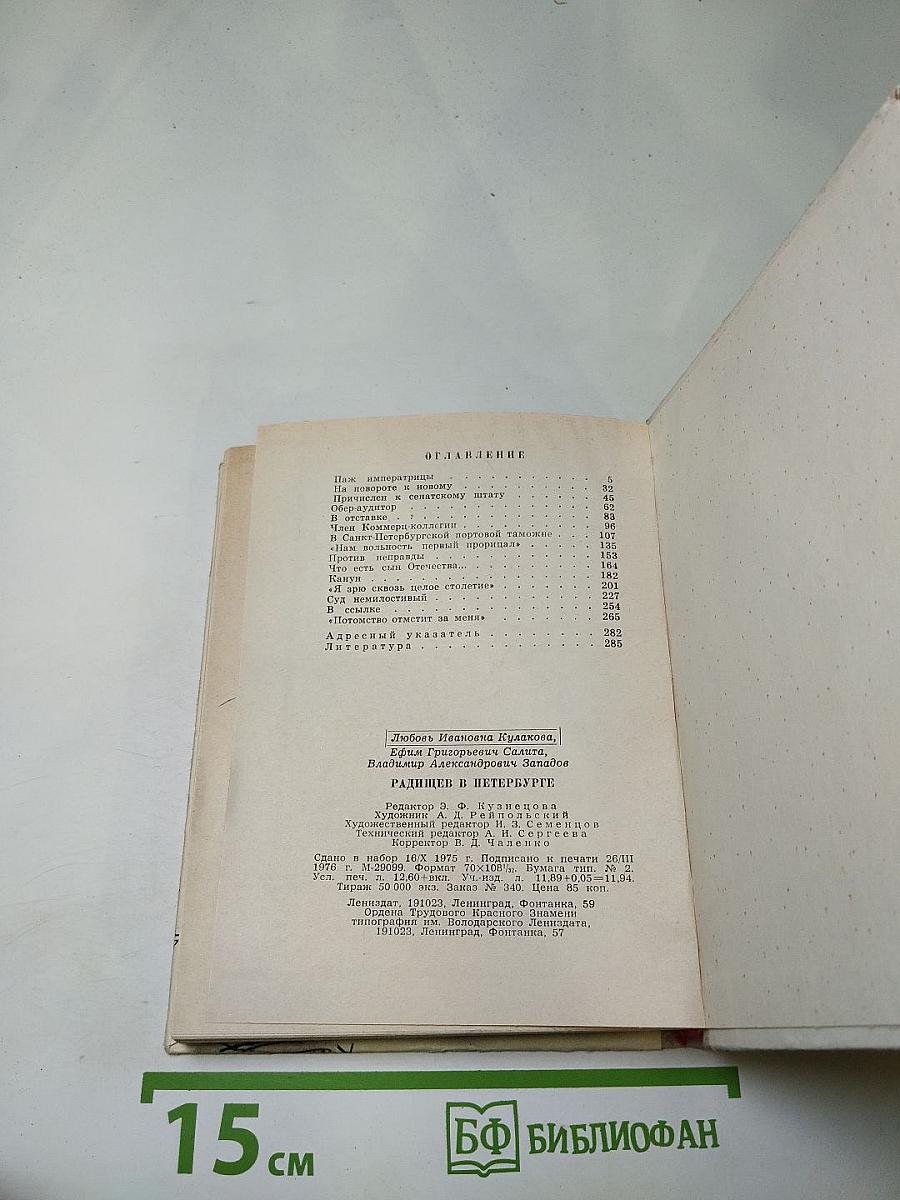 ОГЛАВЛЕНИЕ
Паж императрицы . . . . . . . . . . 5
На повороте к новому . . . . . . . . . 32
Причислен к сенатскому штату . . . . . . 45
Обер-аудитор . . . . . . . . . . . . 62
В отставке . . . . . . . . . . . . . 83
Член Коммерц-коллегии . . . . . . . . . 96
В Санкт-Петербургской портовой таможне . . . 107
«Нам вольность первый прорицал» . . . . . 135
Против неправды . . . . . . . . . . . 153
Что есть сын Отечества... . . . . . . . . 164
Канун . . . . . . . . . . . . . . . 182
«Я зрю сквозь целое столетие» . . . . . . . 201
Суд немилостивый . . . . . . . . . . . 227
В ссылке . . . . . . . . . . . . . . 254
«Потомство отмстит за меня» . . . . . . . 265
Адресный указатель . . . . . . . . . 282
Литература . . . . . . . . . . . . . 285
Любовь Ивановна Кулакова,
Ефим Григорьевич Салита,
Владимир Александрович Западов
РАДИЩЕВ В ПЕТЕРБУРГЕ
Редактор Э. Ф. Кузнецова
Художник А. Д. Рейпольский
Художественный редактор И. З. Семенцов
Технический редактор А. И. Сергеева
Корректор В. Д. Чаленко
Сдано в набор 16/X 1975 г. Подписано к печати 26/III
1976 г. М-29099. Формат 70×108¹/₃₂. Бумага тип. № 2.
Усл. печ. л. 12,60+вкл. Уч.-изд. л. 11,89+0,05=11,94.
Тираж 50 000 экз. Заказ № 340. Цена 85 коп.
Лениздат, 191023, Ленинград, Фонтанка, 59
Ордена Трудового Красного Знамени
типография им. Володарского Лениздата,
191023, Ленинград, Фонтанка, 57
15 см
БФ БИБЛИОФАН